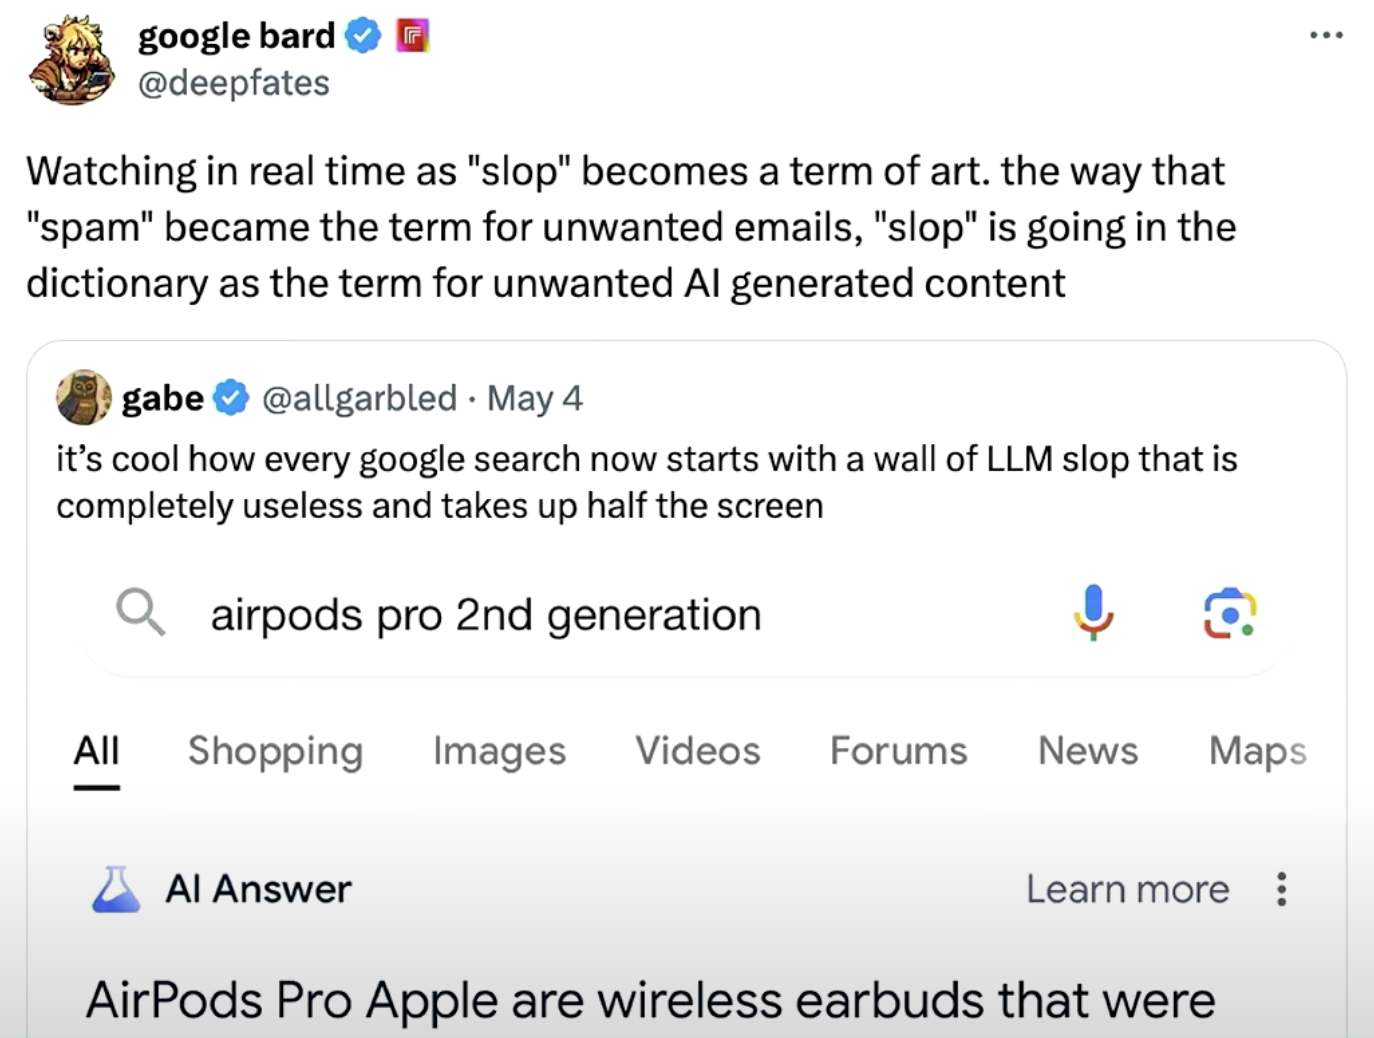 google bard
@deepfates
Watching in real time as "slop" becomes a term of art. the way that
"spam" became the term for unwanted emails, "slop" is going in the
dictionary as the term for unwanted AI generated content
gabe @allgarbled · May 4
it’s cool how every google search now starts with a wall of LLM slop that is
completely useless and takes up half the screen
airpods pro 2nd generation
All Shopping Images Videos Forums News Maps
AI Answer Learn more
AirPods Pro Apple are wireless earbuds that were